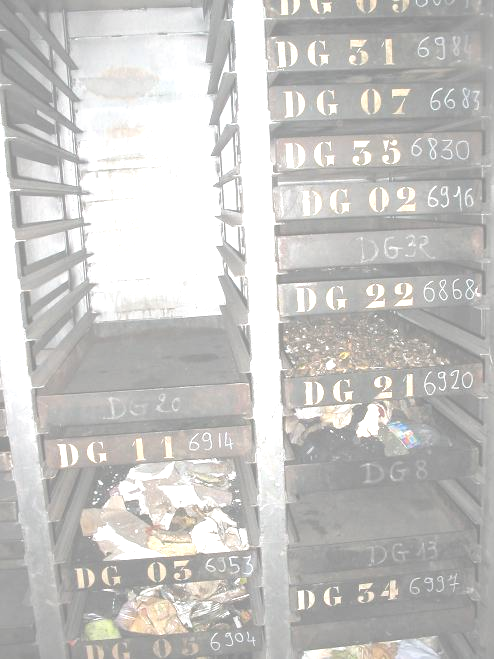 DG 31 6984
DG 07 6683
DG 35 6830
DG 02 6916
DG 32
DG 22 6868
DG 21 6920
DG 8
DG 13
DG 34 6997
DG 20
DG 11 6914
DG 03 6953
DG 05 6904